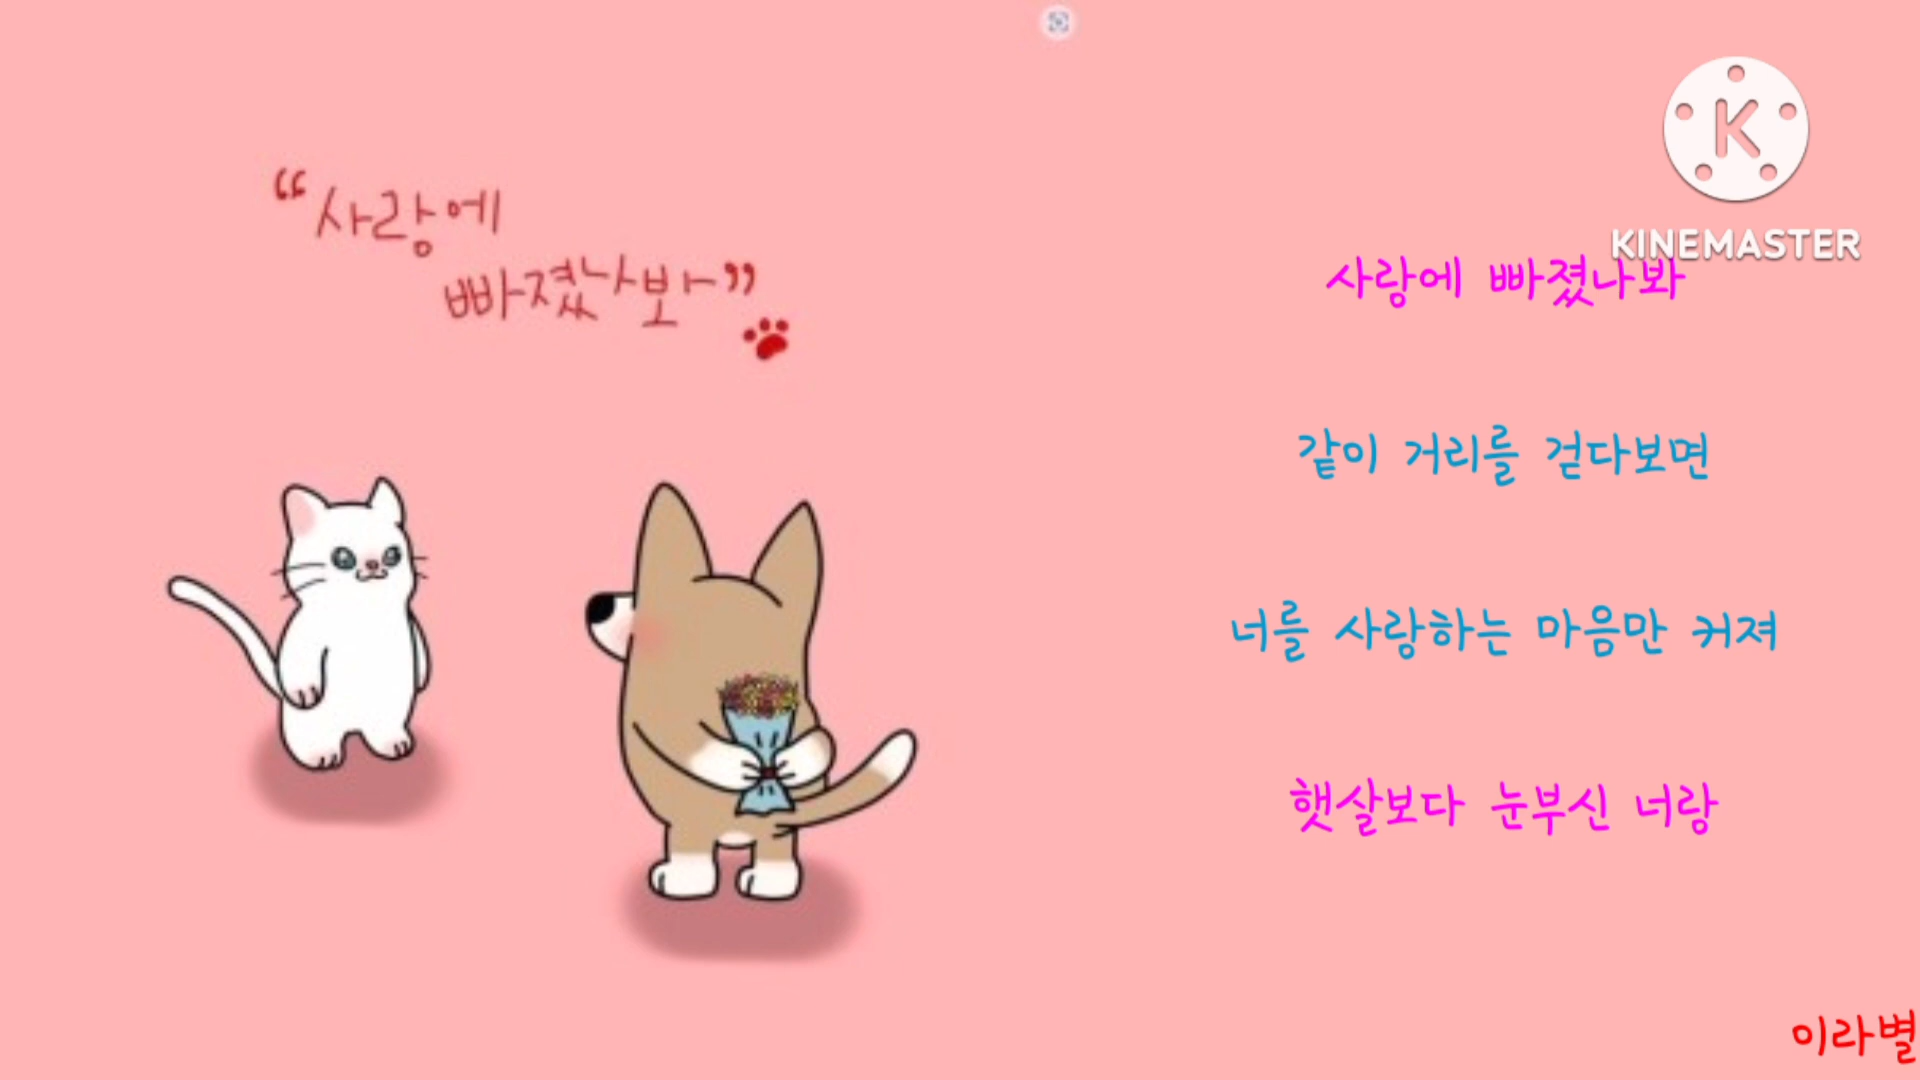 “사랑에
빠졌나봐”
K
KINEMASTER
사랑에 빠졌나봐
같이 거리를 걷다보면
너를 사랑하는 마음만 커져
햇살보다 눈부신 너랑
이라별